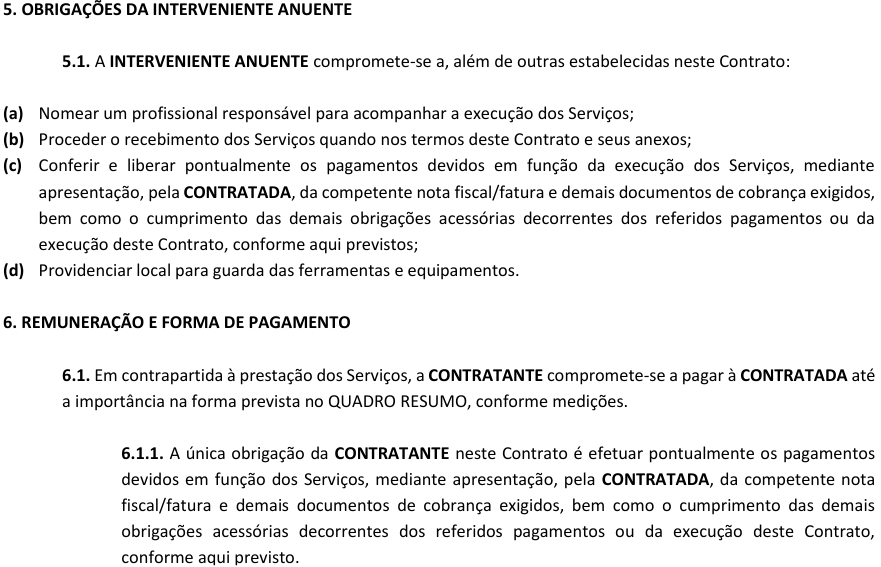 5. OBRIGAÇÕES DA INTERVENIENTE ANUENTE
5.1. A INTERVENIENTE ANUENTE compromete-se a, além de outras estabelecidas neste Contrato:
(a) Nomear um profissional responsável para acompanhar a execução dos Serviços;
(b) Proceder o recebimento dos Serviços quando nos termos deste Contrato e seus anexos;
(c) Conferir e liberar pontualmente os pagamentos devidos em função da execução dos Serviços, mediante
apresentação, pela CONTRATADA, da competente nota fiscal/fatura e demais documentos de cobrança exigidos,
bem como o cumprimento das demais obrigações acessórias decorrentes dos referidos pagamentos ou da
execução deste Contrato, conforme aqui previstos;
(d) Providenciar local para guarda das ferramentas e equipamentos.
6. REMUNERAÇÃO E FORMA DE PAGAMENTO
6.1. Em contrapartida à prestação dos Serviços, a CONTRATANTE compromete-se a pagar à CONTRATADA até
a importância na forma prevista no QUADRO RESUMO, conforme medições.
6.1.1. A única obrigação da CONTRATANTE neste Contrato é efetuar pontualmente os pagamentos
devidos em função dos Serviços, mediante apresentação, pela CONTRATADA, da competente nota
fiscal/fatura e demais documentos de cobrança exigidos, bem como o cumprimento das demais
obrigações acessórias decorrentes dos referidos pagamentos ou da execução deste Contrato,
conforme aqui previsto.